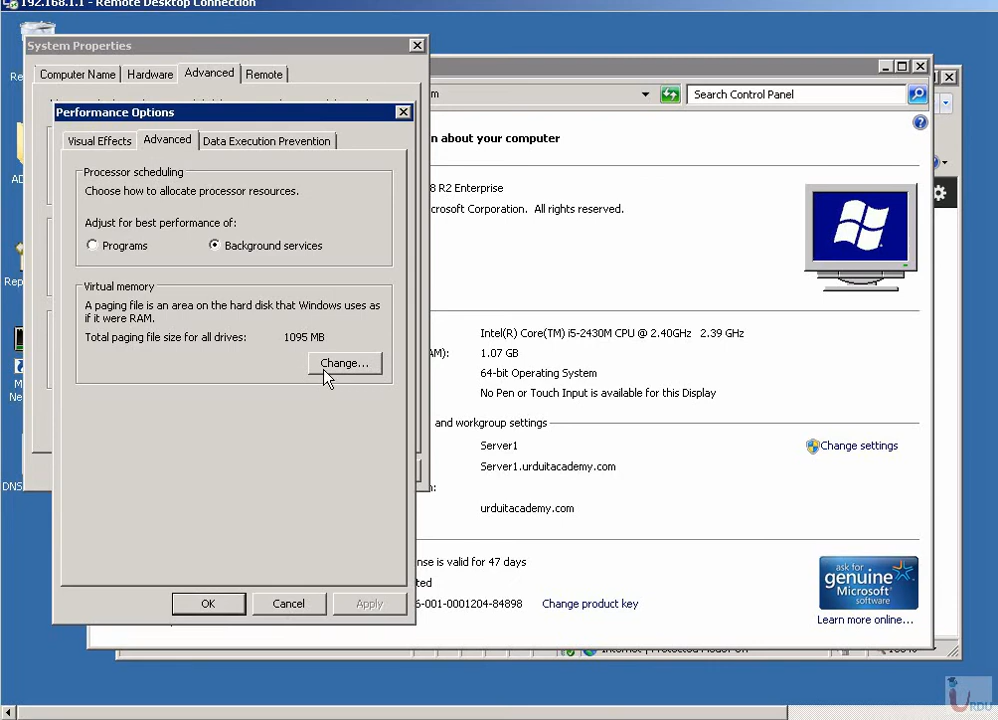 192.168.1.1 - Remote Desktop Connection
System Properties
Computer Name
Hardware
Advanced
Remote
Performance Options
Visual Effects
Advanced
Data Execution Prevention
Processor scheduling
Choose how to allocate processor resources.
Adjust for best performance of:
Programs
Background services
Virtual memory
A paging file is an area on the hard disk that Windows uses as
if it were RAM.
Total paging file size for all drives:
1095 MB
Change...
OK
Cancel
Apply
Search Control Panel
n about your computer
8 R2 Enterprise
crosoft Corporation. All rights reserved.
Intel(R) Core(TM) i5-2430M CPU @ 2.40GHz 2.39 GHz
AM):
1.07 GB
64-bit Operating System
No Pen or Touch Input is available for this Display
and workgroup settings
Server1
Change settings
Server1.urduitacademy.com
n:
urduitacademy.com
nse is valid for 47 days
ted
6-001-0001204-84898
Change product key
ask for
genuine
Microsoft
software
Learn more online...
URDU